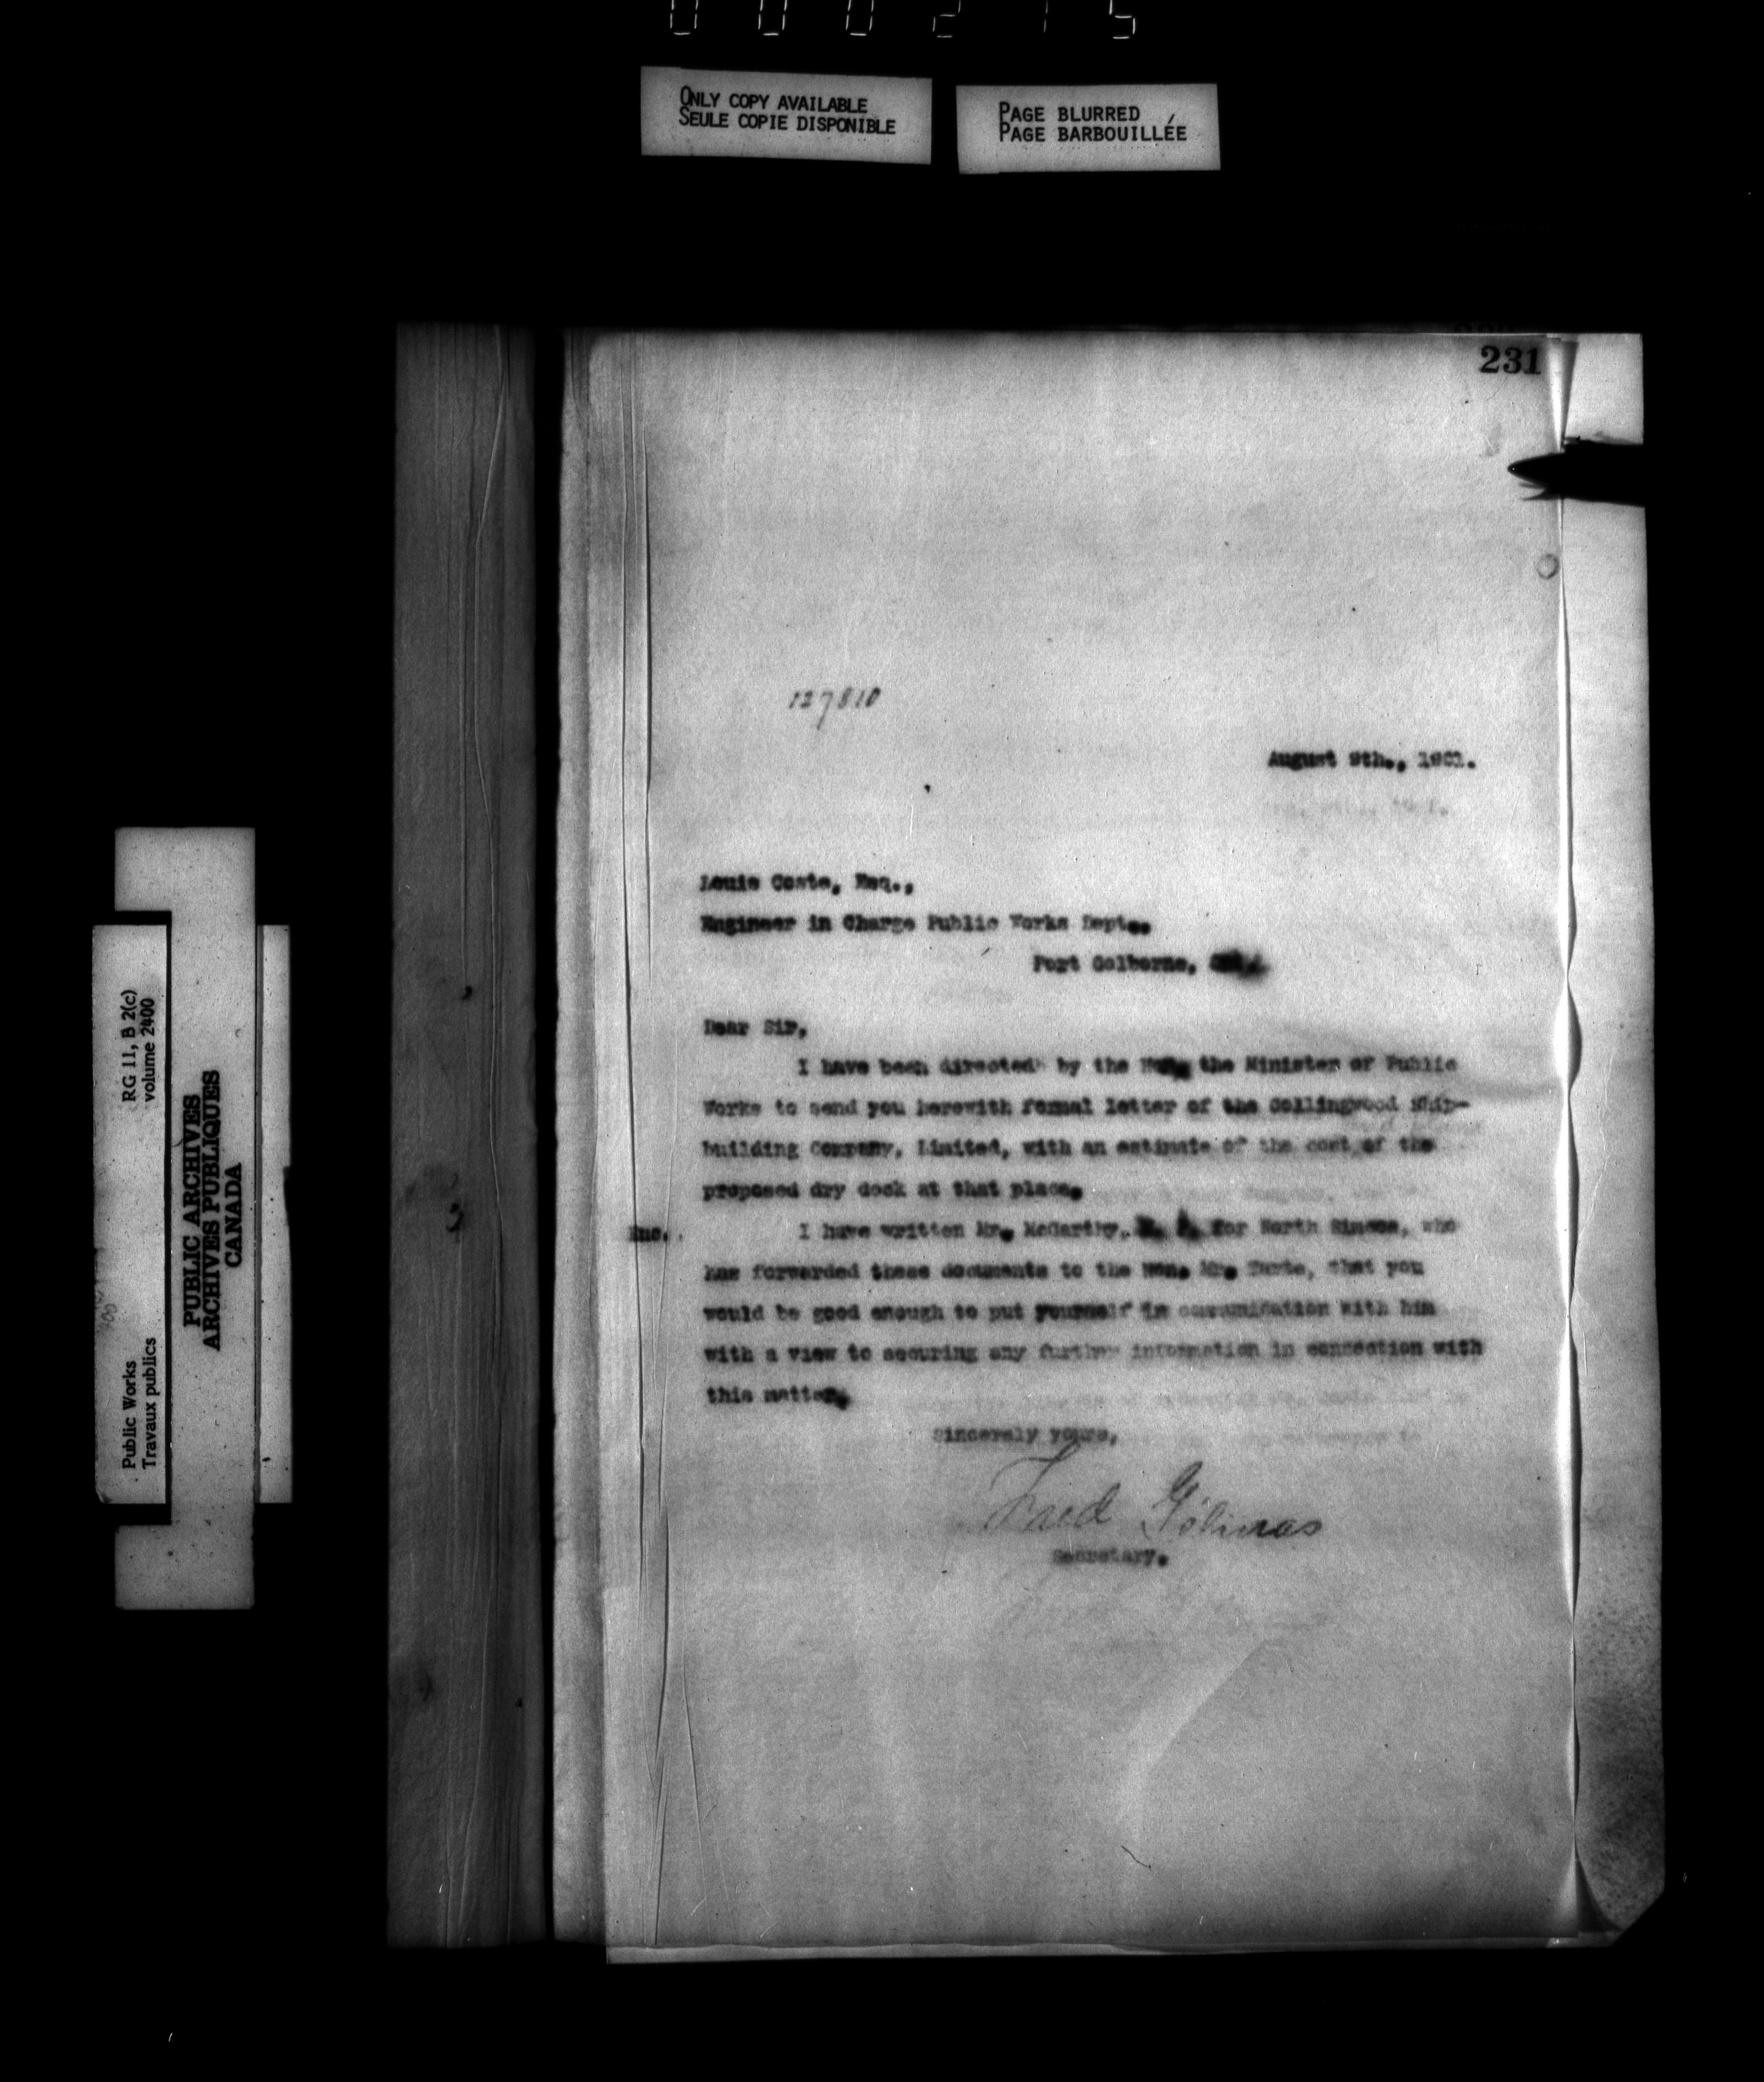 000215
ONLY COPY AVAILABLE
SEULE COPIE DISPONIBLE
PAGE BLURRED
PAGE BARBOUILLÉE
231
127810
August 9th., 1901.
Louis Coste, Esq.,
Engineer in Charge Public Works Dept..
Port Colborne,
Dear Sir,
I have been directed by the Hon. the Minister of Public
Works to send you herewith formal letter of the Collingwood Ship-
building Company, Limited, with an estimate of the cost of the
proposed dry dock at that place.
Enc. I have written Mr. McCarthy, M. P. for North Simcoe, who
has forwarded these documents to the Hon. Mr. Tarte, that you
would be good enough to put yourself in communication with him
with a view to securing any further information in connection with
this matter.
Sincerely yours,
Fred Gélinas
Secretary.
RG 11, B 2(c)
volume 2400
Public Works
Travaux publics
PUBLIC ARCHIVES
ARCHIVES PUBLIQUES
CANADA